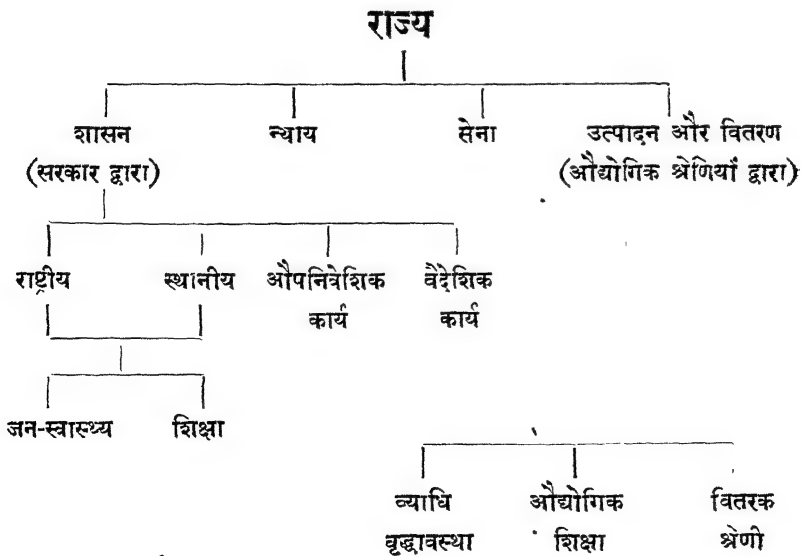 राज्य
शासन न्याय सेना उत्पादन और वितरण
(सरकार द्वारा) (औद्योगिक श्रेणियाँ द्वारा)
राष्ट्रीय स्थानीय औपनिवेशिक वैदेशिक
कार्य कार्य
जन-स्वास्थ्य शिक्षा
व्याधि औद्योगिक वितरक
वृद्धावस्था शिक्षा श्रेणी